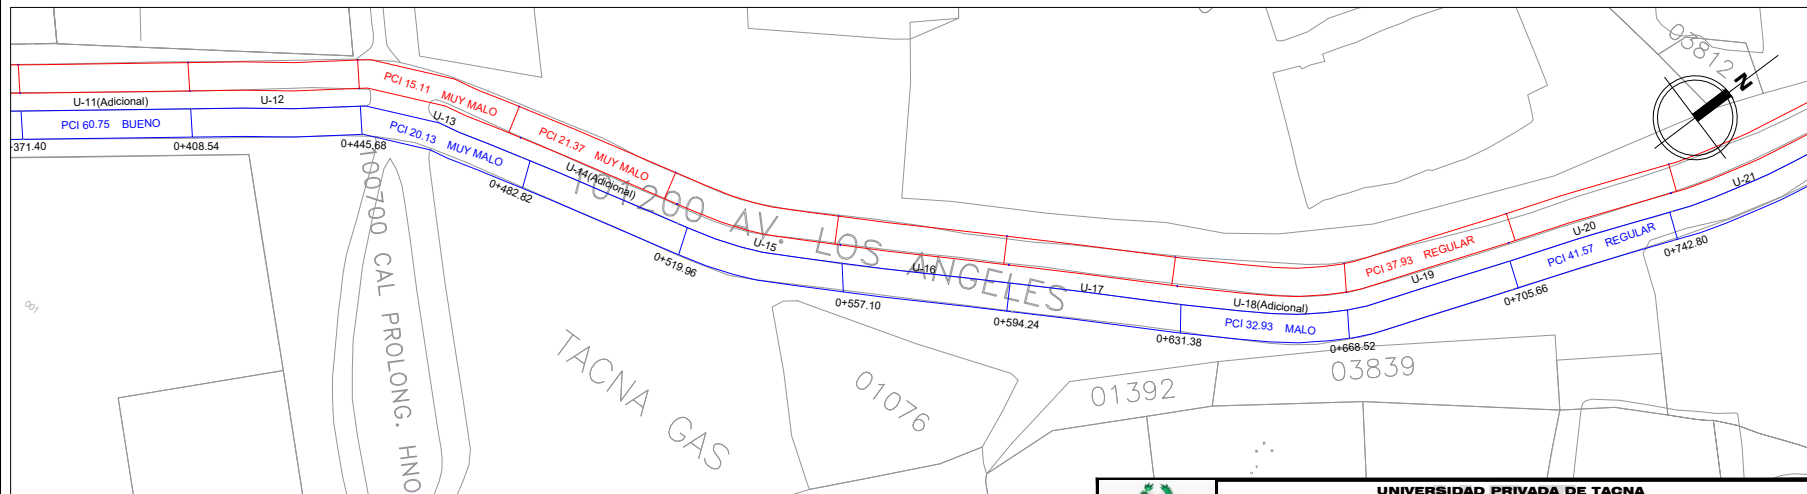 03812
N
PCI 15.11 MUY MALO
U-11(Adicional)
U-12
U-13
PCI 60.75 BUENO
PCI 20.13 MUY MALO
PCI 21.37 MUY MALO
+371.40
0+408.54
0+445.68
0+482.82
U-14(Adicional)
100700 CAL PROLONG. HNO
101200 AV. LOS ANGELES
U-15
U-16
U-17
U-18(Adicional)
U-19
U-20
U-21
PCI 37.93 REGULAR
PCI 41.57 REGULAR
0+519.96
0+557.10
0+594.24
0+631.38
PCI 32.93 MALO
0+668.52
0+705.66
0+742.80
001
TACNA GAS
01076
01392
03839
UNIVERSIDAD PRIVADA DE TACNA